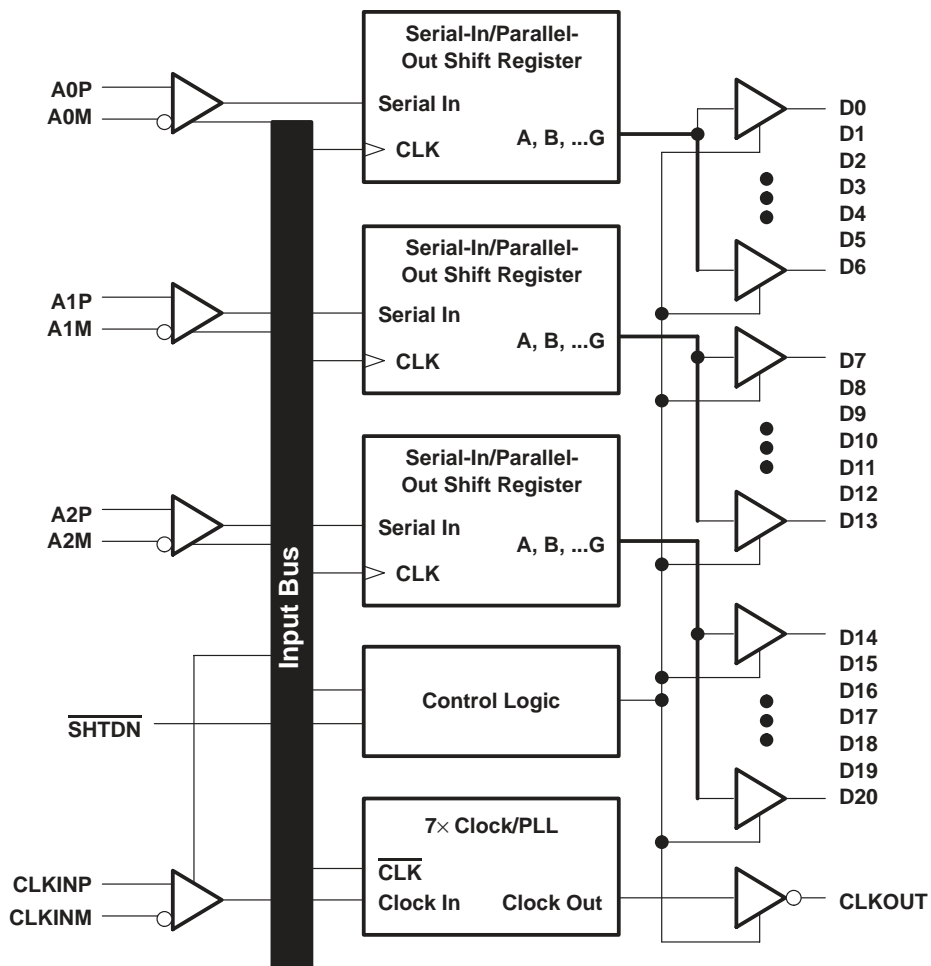 Serial-In/Parallel-
Out Shift Register
A0P
A0M
Serial In
CLK
A, B, ...G
D0
D1
D2
D3
D4
D5
D6
Serial-In/Parallel-
Out Shift Register
A1P
A1M
Serial In
CLK
A, B, ...G
D7
D8
D9
D10
D11
D12
D13
Serial-In/Parallel-
Out Shift Register
A2P
A2M
Serial In
CLK
A, B, ...G
Input Bus
D14
D15
D16
D17
D18
D19
D20
Control Logic
SHTDN
7× Clock/PLL
CLK
Clock In
Clock Out
CLKINP
CLKINM
CLKOUT